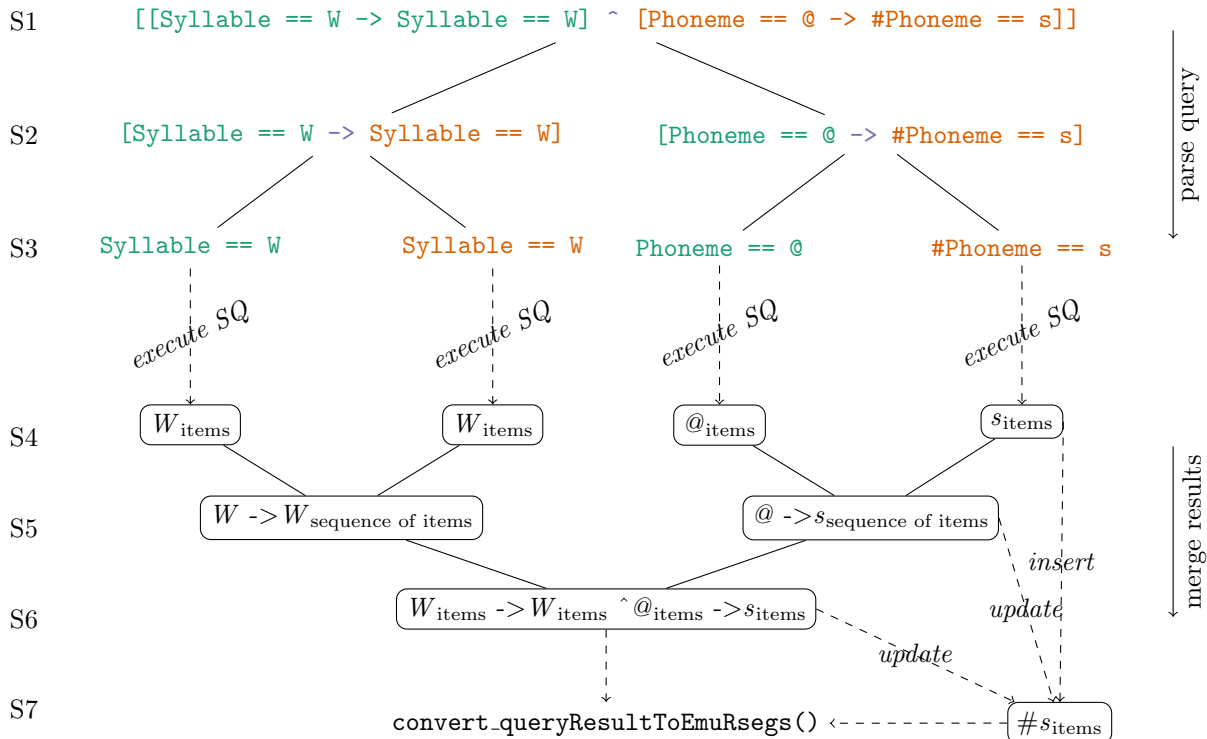 S1 [[Syllable == W -> Syllable == W] ^ [Phoneme == @ -> #Phoneme == s]]
parse query
S2 [Syllable == W -> Syllable == W] [Phoneme == @ -> #Phoneme == s]
S3 Syllable == W Syllable == W Phoneme == @ #Phoneme == s
execute SQ execute SQ execute SQ execute SQ
S4 W items W items @ items s items
merge results
S5 W -> W sequence of items @ -> s sequence of items
insert
S6 W items -> W items ^ @ items -> s items update
update
S7 convert_queryResultToEmuRsegs() #s items